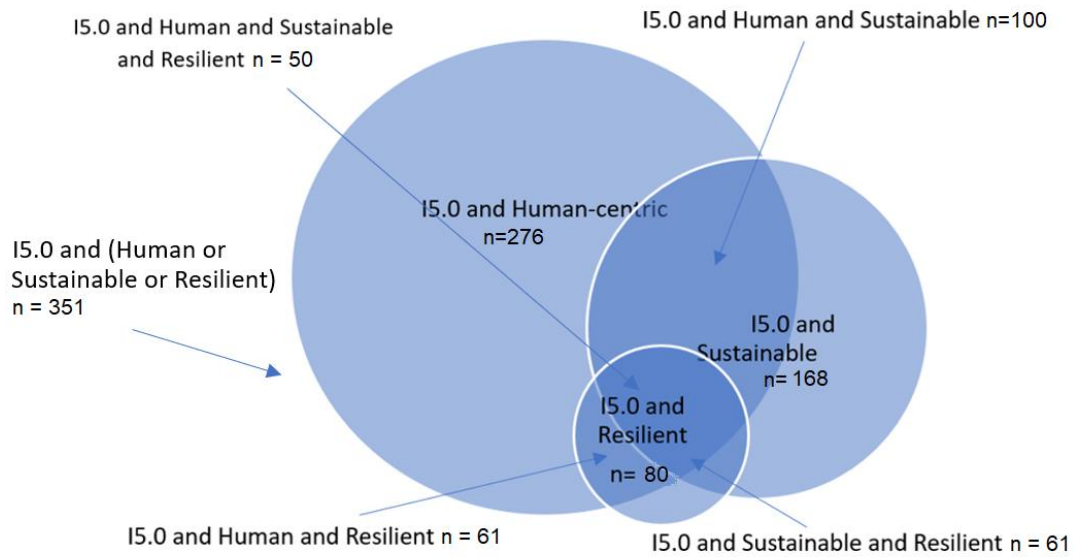 I5.0 and Human and Sustainable
and Resilient n = 50
I5.0 and Human and Sustainable n=100
I5.0 and Human-centric
n=276
I5.0 and (Human or
Sustainable or Resilient)
n = 351
I5.0 and
Sustainable
n= 168
I5.0 and
Resilient
n= 80
I5.0 and Human and Resilient n = 61
I5.0 and Sustainable and Resilient n = 61